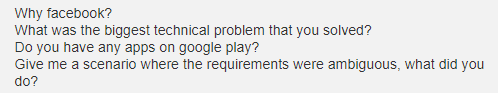 Why facebook?
What was the biggest technical problem that you solved?
Do you have any apps on google play?
Give me a scenario where the requirements were ambiguous, what did you
do?